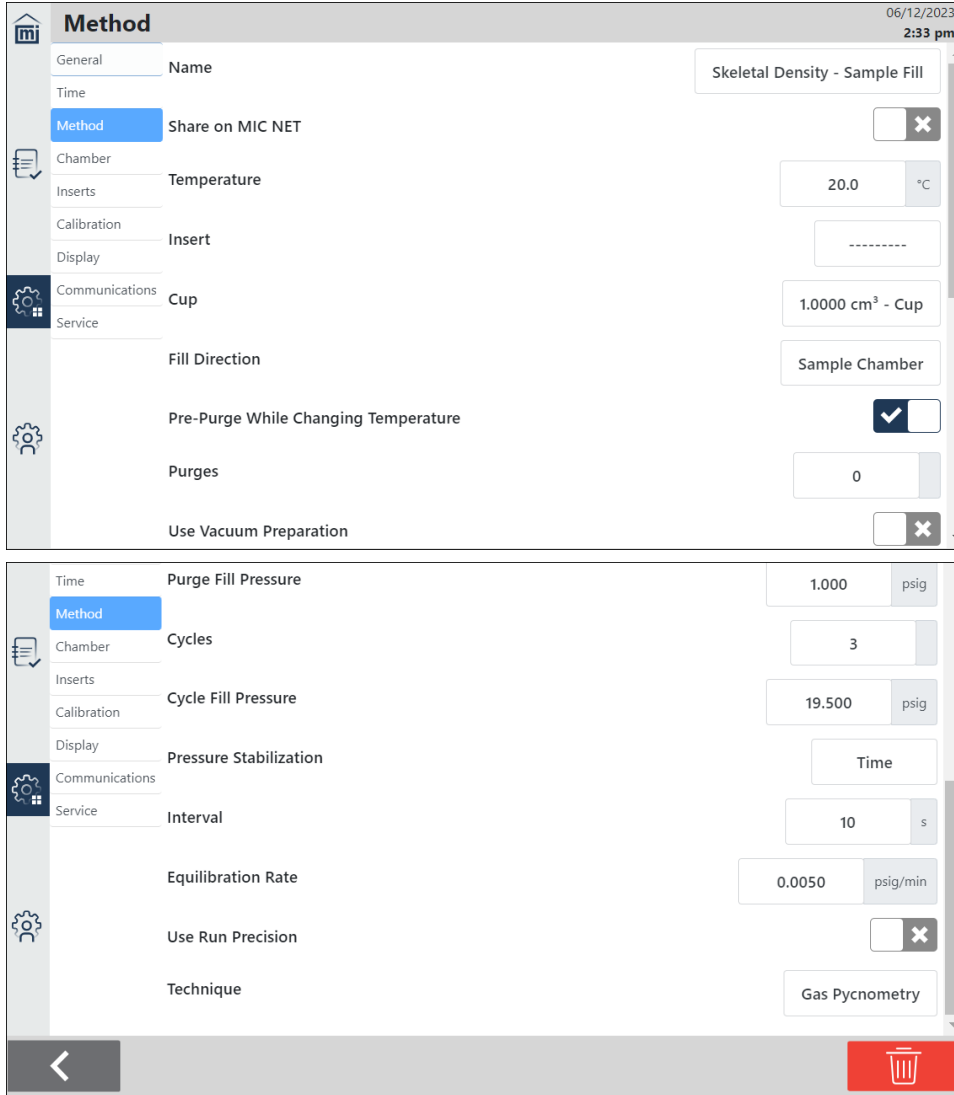 mi
Method
06/12/2023
2:33 pm
General
Time
Method
Chamber
Inserts
Calibration
Display
Communications
Service
Name
Skeletal Density - Sample Fill
Share on MIC NET
Temperature
20.0 °C
Insert
---------
Cup
1.0000 cm³ - Cup
Fill Direction
Sample Chamber
Pre-Purge While Changing Temperature
Purges
0
Use Vacuum Preparation
Time
Method
Chamber
Inserts
Calibration
Display
Communications
Service
Purge Fill Pressure
1.000 psig
Cycles
3
Cycle Fill Pressure
19.500 psig
Pressure Stabilization
Time
Interval
10 s
Equilibration Rate
0.0050 psig/min
Use Run Precision
Technique
Gas Pycnometry